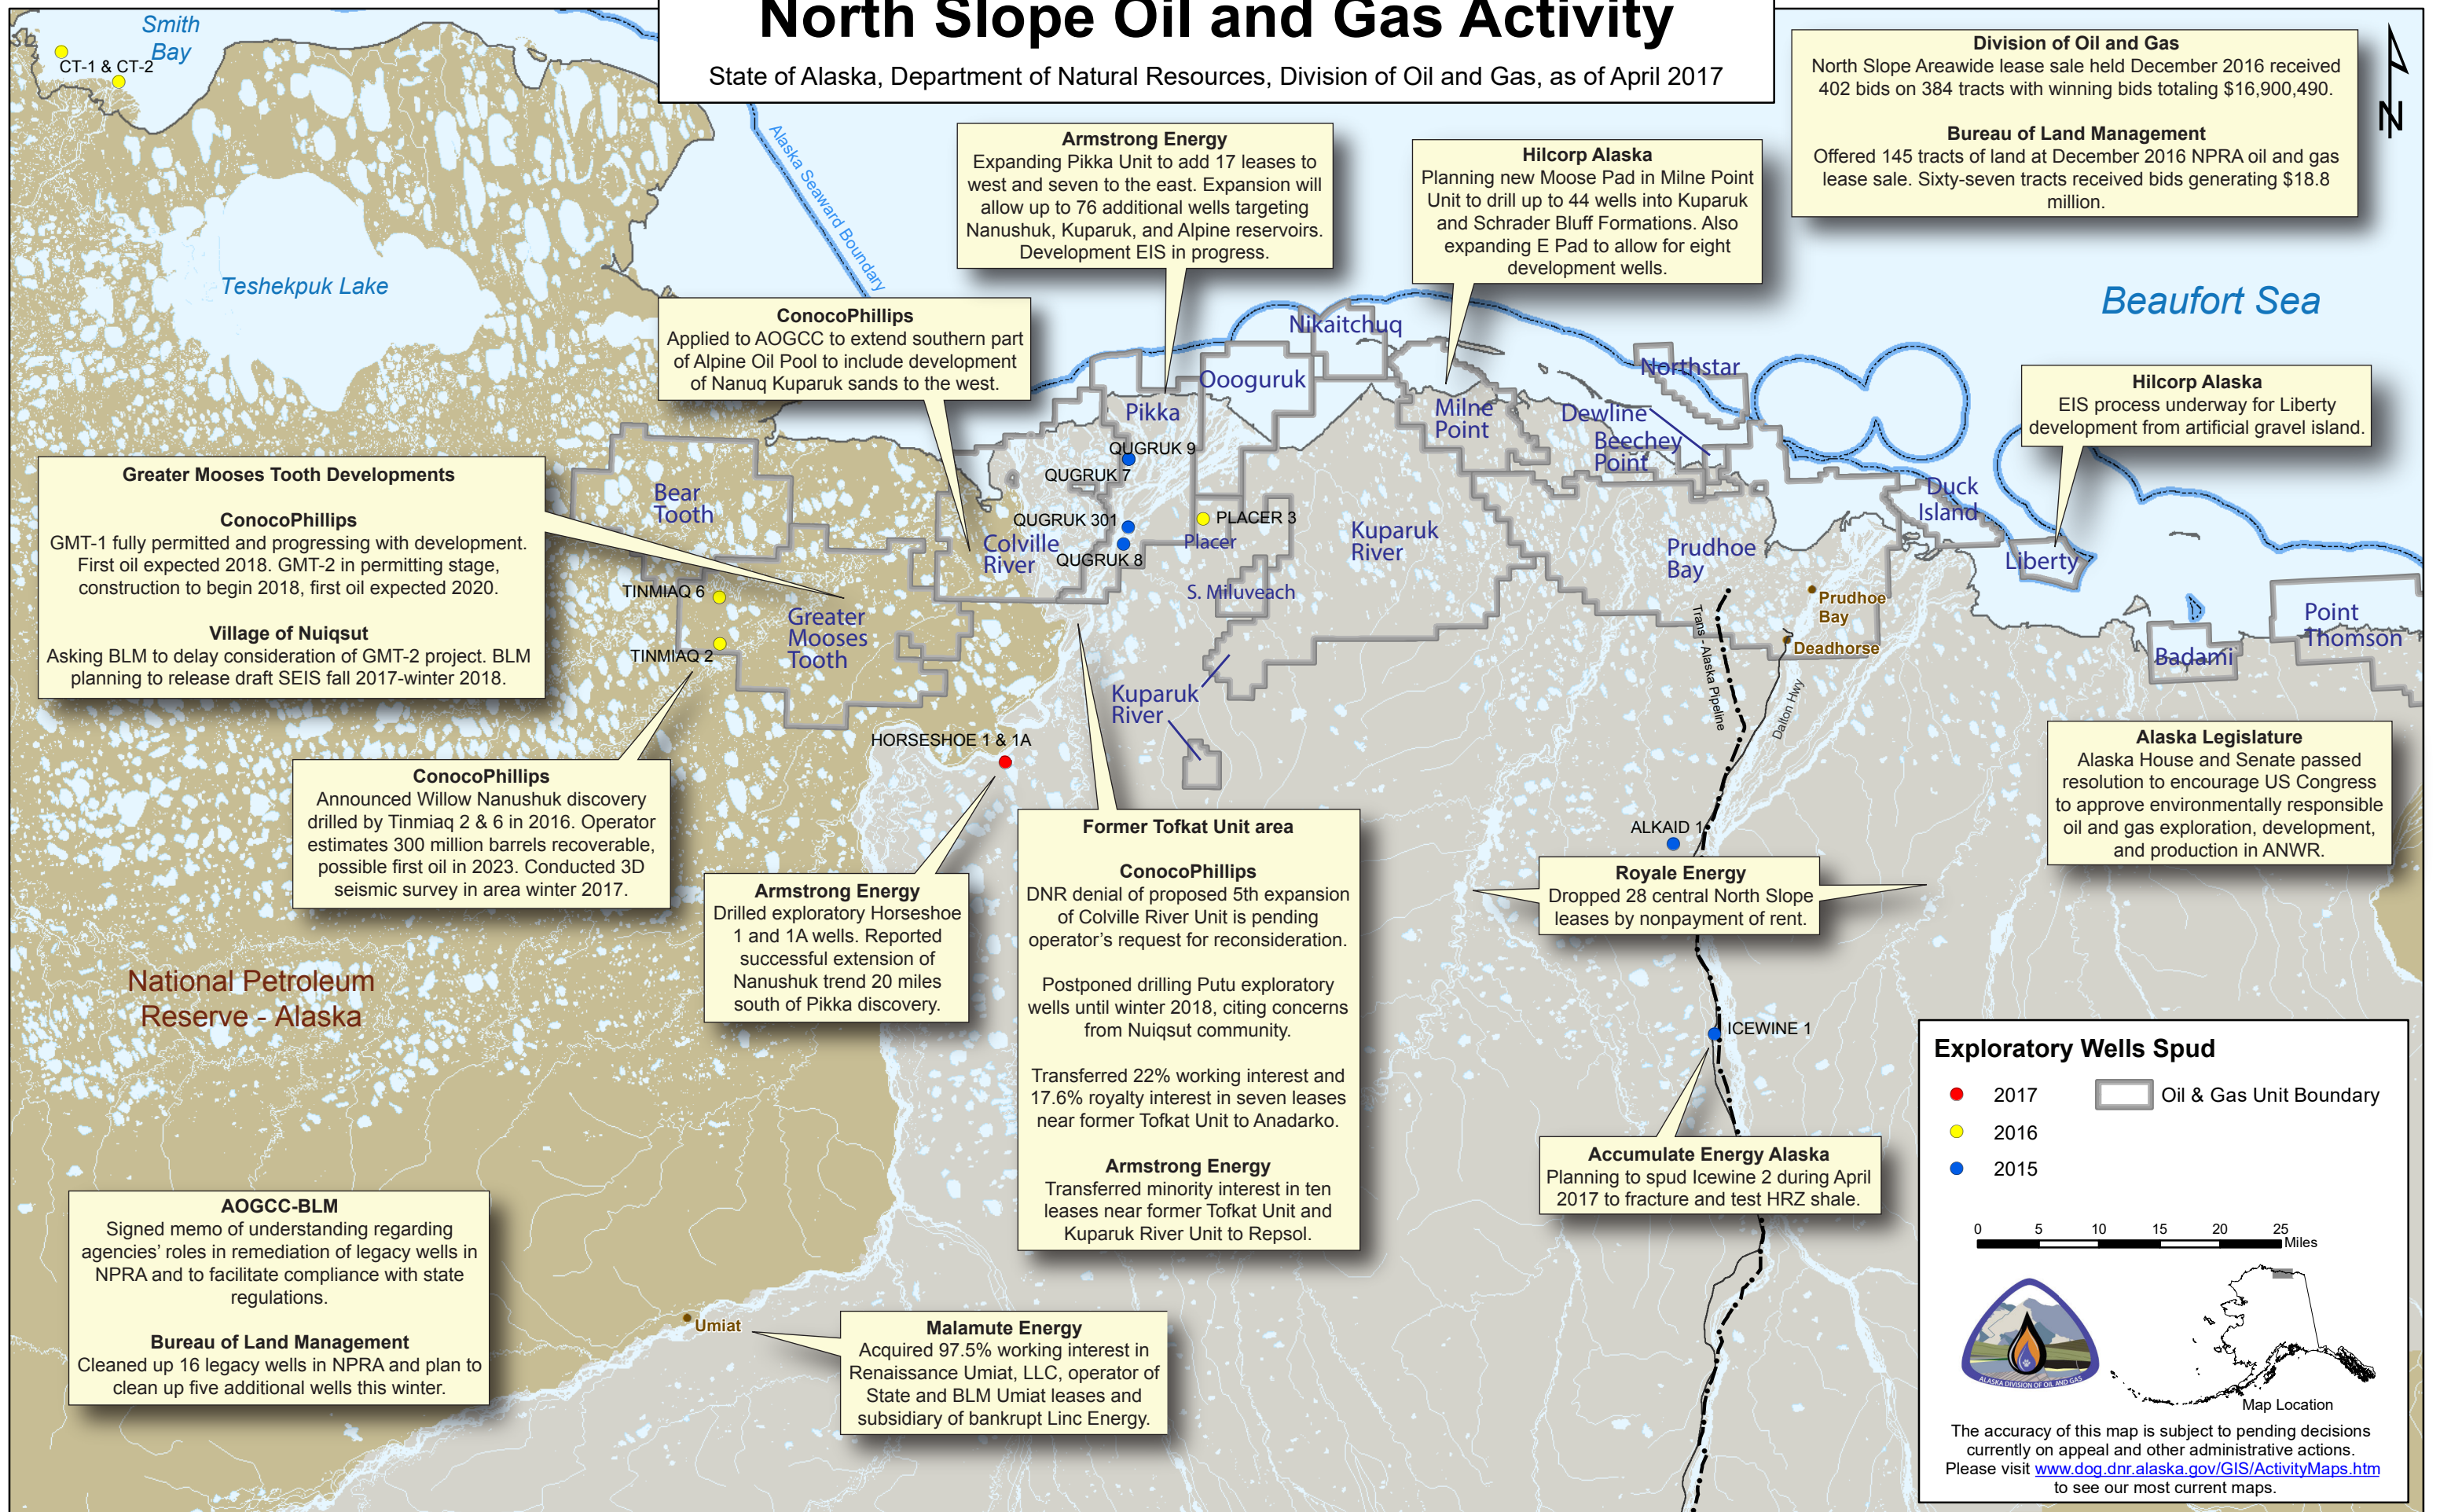 North Slope Oil and Gas Activity
State of Alaska, Department of Natural Resources, Division of Oil and Gas, as of April 2017
Smith
Bay
CT-1 & CT-2
Teshekpuk Lake
Alaska Seaward Boundary
Division of Oil and Gas
North Slope Areawide lease sale held December 2016 received
402 bids on 384 tracts with winning bids totaling $16,900,490.
Bureau of Land Management
Offered 145 tracts of land at December 2016 NPRA oil and gas
lease sale. Sixty-seven tracts received bids generating $18.8
million.
N
Armstrong Energy
Expanding Pikka Unit to add 17 leases to
west and seven to the east. Expansion will
allow up to 76 additional wells targeting
Nanushuk, Kuparuk, and Alpine reservoirs.
Development EIS in progress.
Hilcorp Alaska
Planning new Moose Pad in Milne Point
Unit to drill up to 44 wells into Kuparuk
and Schrader Bluff Formations. Also
expanding E Pad to allow for eight
development wells.
Beaufort Sea
ConocoPhillips
Applied to AOGCC to extend southern part
of Alpine Oil Pool to include development
of Nanuq Kuparuk sands to the west.
Hilcorp Alaska
EIS process underway for Liberty
development from artificial gravel island.
Nikaitchuq
Oooguruk
Northstar
Pikka
Milne
Point
Dewline
Beechey
Point
Duck
Island
Liberty
QUGRUK 9
QUGRUK 7
QUGRUK 301
QUGRUK 8
PLACER 3
Placer
Colville
River
Kuparuk
River
S. Miluveach
Prudhoe
Bay
Prudhoe
Bay
Deadhorse
Point
Thomson
Badami
Bear
Tooth
Greater Mooses Tooth Developments
ConocoPhillips
GMT-1 fully permitted and progressing with development.
First oil expected 2018. GMT-2 in permitting stage,
construction to begin 2018, first oil expected 2020.
Village of Nuiqsut
Asking BLM to delay consideration of GMT-2 project. BLM
planning to release draft SEIS fall 2017-winter 2018.
TINMIAQ 6
TINMIAQ 2
Greater
Mooses
Tooth
Kuparuk
River
Trans - Alaska Pipeline
Dalton Hwy
HORSESHOE 1 & 1A
ConocoPhillips
Announced Willow Nanushuk discovery
drilled by Tinmiaq 2 & 6 in 2016. Operator
estimates 300 million barrels recoverable,
possible first oil in 2023. Conducted 3D
seismic survey in area winter 2017.
Armstrong Energy
Drilled exploratory Horseshoe
1 and 1A wells. Reported
successful extension of
Nanushuk trend 20 miles
south of Pikka discovery.
Former Tofkat Unit area
ConocoPhillips
DNR denial of proposed 5th expansion
of Colville River Unit is pending
operator's request for reconsideration.
Postponed drilling Putu exploratory
wells until winter 2018, citing concerns
from Nuiqsut community.
Transferred 22% working interest and
17.6% royalty interest in seven leases
near former Tofkat Unit to Anadarko.
Armstrong Energy
Transferred minority interest in ten
leases near former Tofkat Unit and
Kuparuk River Unit to Repsol.
Alaska Legislature
Alaska House and Senate passed
resolution to encourage US Congress
to approve environmentally responsible
oil and gas exploration, development,
and production in ANWR.
ALKAID 1
Royale Energy
Dropped 28 central North Slope
leases by nonpayment of rent.
National Petroleum
Reserve - Alaska
ICEWINE 1
Accumulate Energy Alaska
Planning to spud Icewine 2 during April
2017 to fracture and test HRZ shale.
AOGCC-BLM
Signed memo of understanding regarding
agencies' roles in remediation of legacy wells in
NPRA and to facilitate compliance with state
regulations.
Bureau of Land Management
Cleaned up 16 legacy wells in NPRA and plan to
clean up five additional wells this winter.
Umiat
Malamute Energy
Acquired 97.5% working interest in
Renaissance Umiat, LLC, operator of
State and BLM Umiat leases and
subsidiary of bankrupt Linc Energy.
Exploratory Wells Spud
2017
Oil & Gas Unit Boundary
2016
2015
0 5 10 15 20 25
Miles
ALASKA DIVISION OF OIL AND GAS
Map Location
The accuracy of this map is subject to pending decisions
currently on appeal and other administrative actions.
Please visit www.dog.dnr.alaska.gov/GIS/ActivityMaps.htm
to see our most current maps.